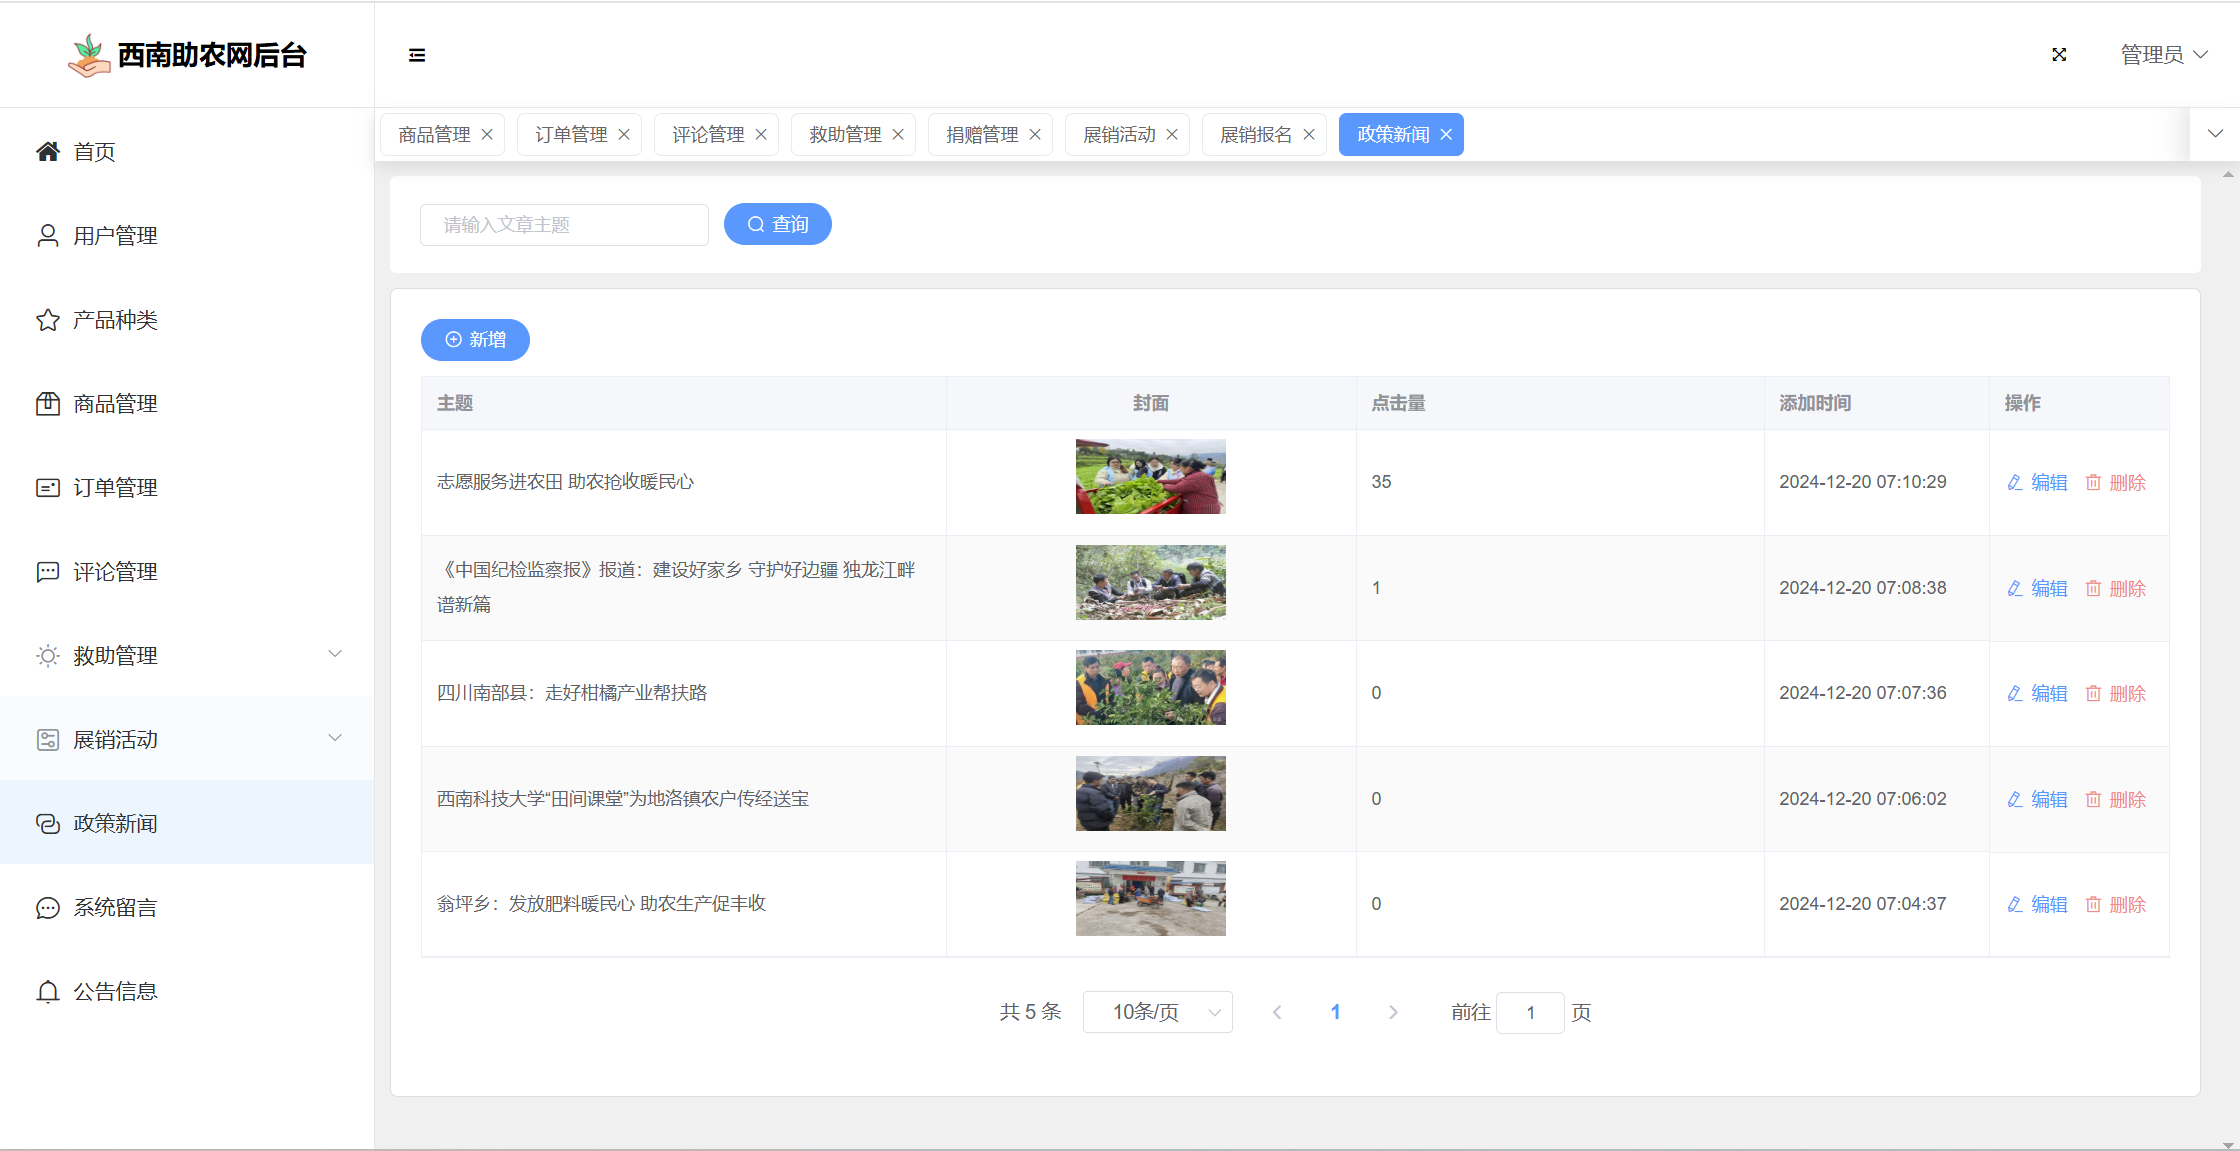 西南助农网后台
管理员
商品管理 订单管理 评论管理 救助管理 捐赠管理 展销活动 展销报名 政策新闻
首页
用户管理
产品种类
商品管理
订单管理
评论管理
救助管理
展销活动
政策新闻
系统留言
公告信息
请输入文章主题 查询
新增
主题 封面 点击量 添加时间 操作
志愿服务进农田 助农抢收暖民心 35 2024-12-20 07:10:29 编辑 删除
《中国纪检监察报》报道：建设好家乡 守护好边疆 独龙江畔
谱新篇 1 2024-12-20 07:08:38 编辑 删除
四川南部县：走好柑橘产业帮扶路 0 2024-12-20 07:07:36 编辑 删除
西南科技大学“田间课堂”为地洛镇农户传经送宝 0 2024-12-20 07:06:02 编辑 删除
翁坪乡：发放肥料暖民心 助农生产促丰收 0 2024-12-20 07:04:37 编辑 删除
共 5 条 10条/页 1 前往 1 页